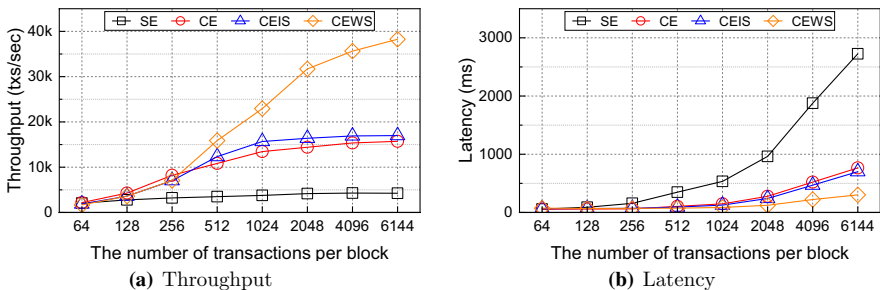 SE CE CEIS CEWS
Throughput (txs/sec)
40k
30k
20k
10k
0
64 128 256 512 1024 2048 4096 6144
The number of transactions per block
(a) Throughput
SE CE CEIS CEWS
Latency (ms)
3000
2500
2000
1000
500
0
64 128 256 512 1024 2048 4096 6144
The number of transactions per block
(b) Latency